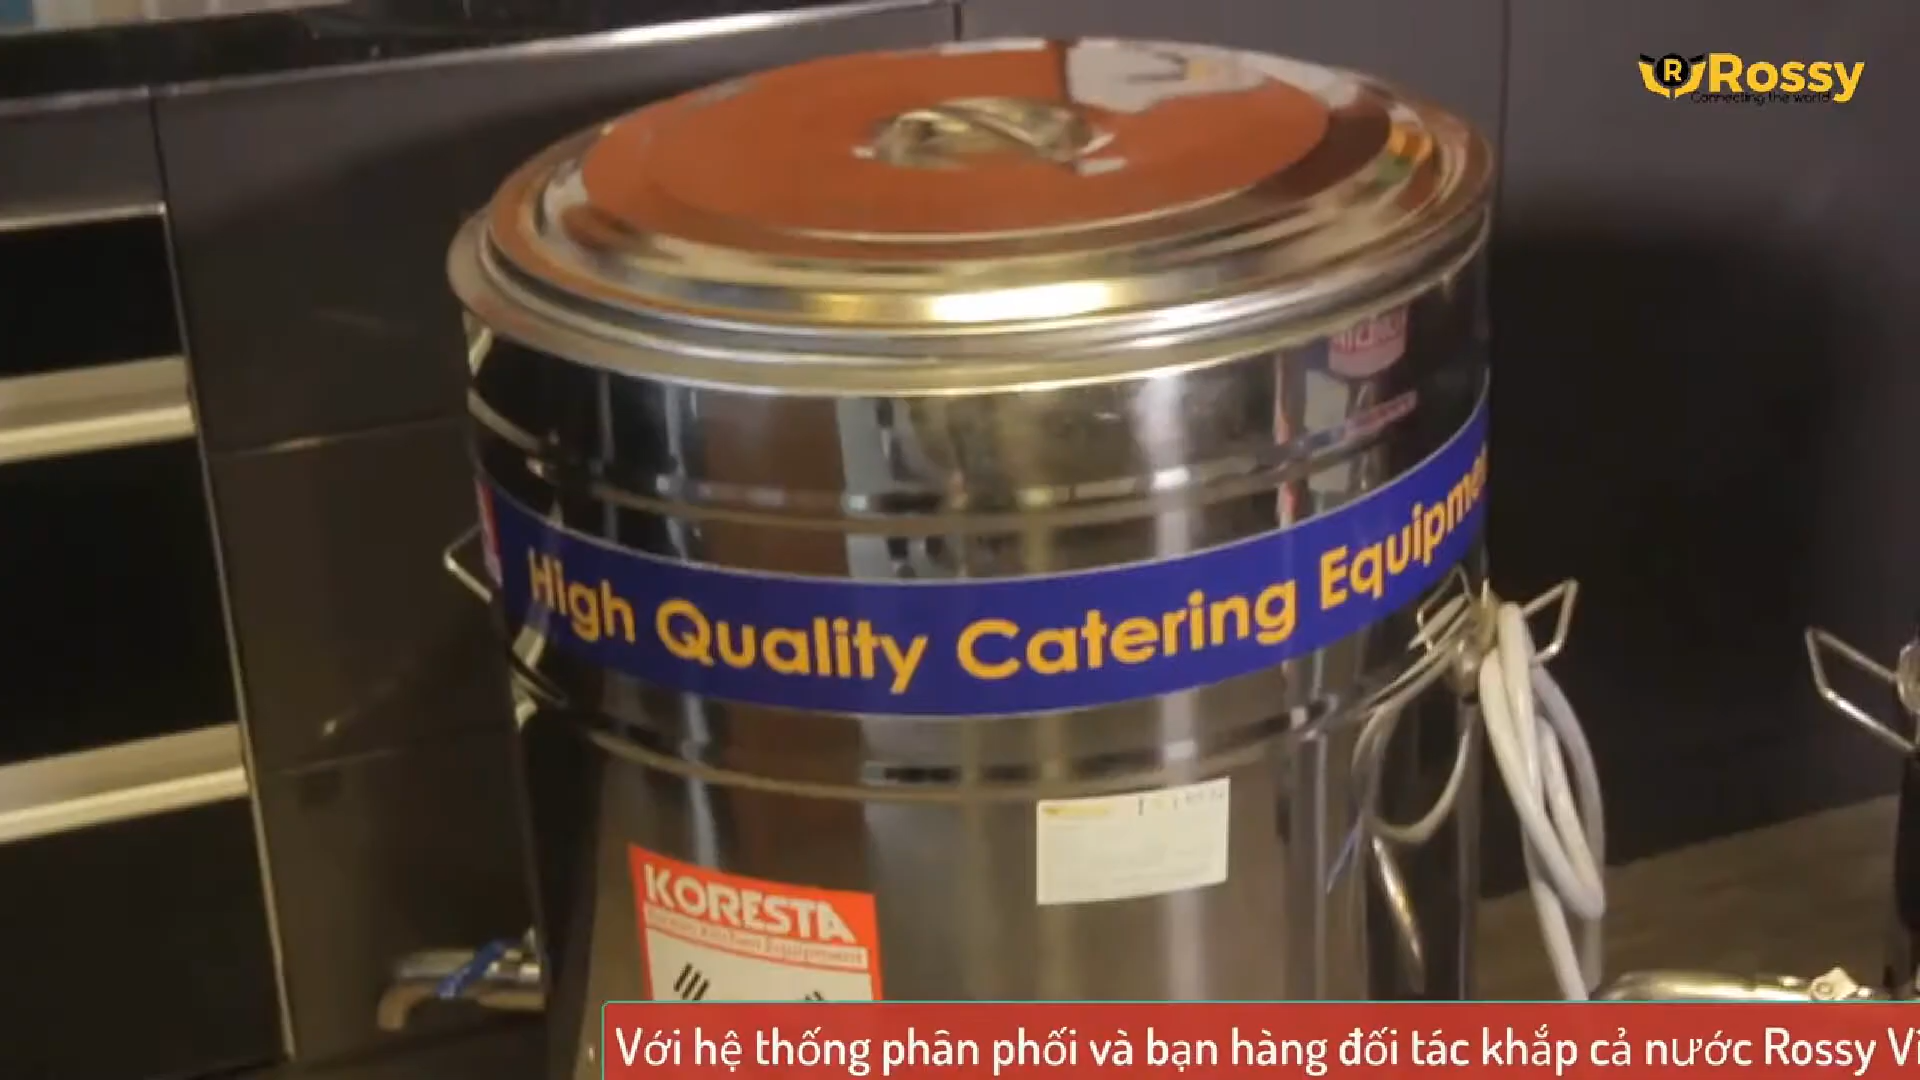 Rossy
Connecting the world
High Quality Catering Equipmen
KORESTA
Với hệ thống phân phối và bạn hàng đối tác khắp cả nước Rossy Vi